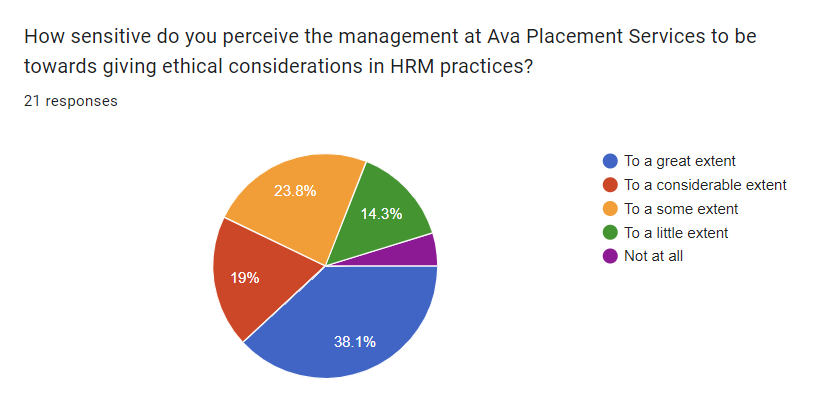 How sensitive do you perceive the management at Ava Placement Services to be
towards giving ethical considerations in HRM practices?
21 responses
23.8%
14.3%
19%
38.1%
To a great extent
To a considerable extent
To a some extent
To a little extent
Not at all